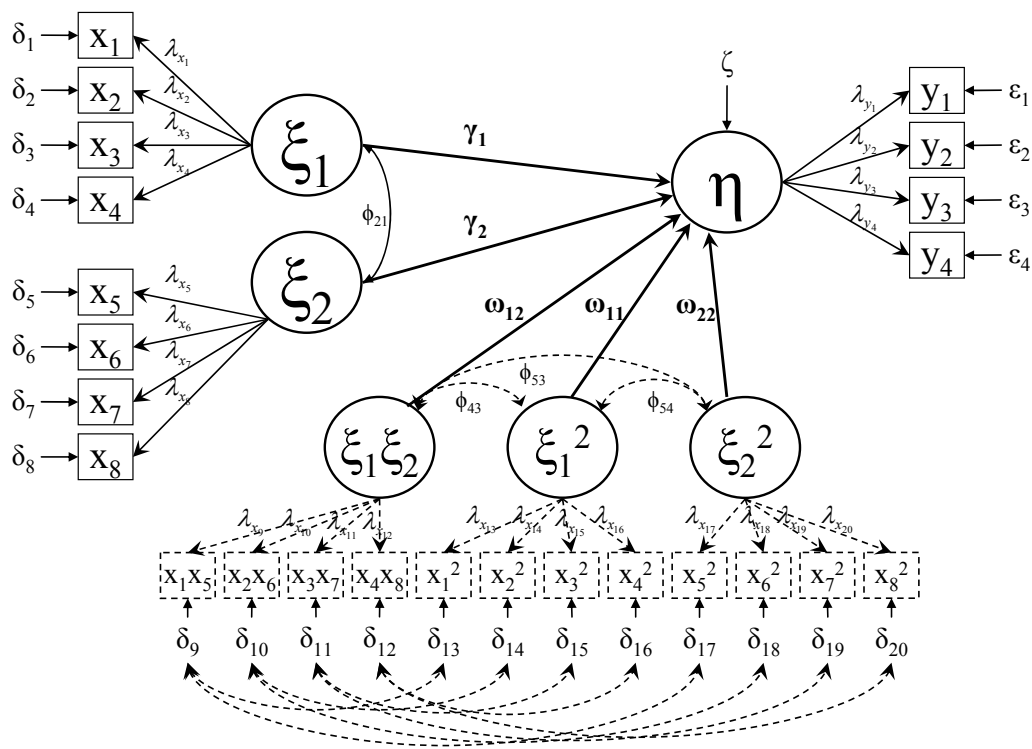 δ₁ x₁ λₓ₁
δ₂ x₂ λₓ₂
δ₃ x₃ λₓ₃
δ₄ x₄ λₓ₄
ξ₁
γ₁
ζ
η
λ_y₁ y₁ ε₁
λ_y₂ y₂ ε₂
λ_y₃ y₃ ε₃
λ_y₄ y₄ ε₄
ϕ₂₁
γ₂
ξ₂
δ₅ x₅ λₓ₅
δ₆ x₆ λₓ₆
δ₇ x₇ λₓ₇
δ₈ x₈ λₓ₈
ω₁₂ ω₁₁ ω₂₂
ϕ₅₃
ϕ₄₃ ϕ₅₄
ξ₁ξ₂ ξ₁² ξ₂²
λₓ₉ λₓ₁₀ λₓ₁₁ λₓ₁₂ λₓ₁₃ λₓ₁₄ λₓ₁₅ λₓ₁₆ λₓ₁₇ λₓ₁₈ λₓ₁₉ λₓ₂₀
x₁x₅ x₂x₆ x₃x₇ x₄x₈ x₁² x₂² x₃² x₄² x₅² x₆² x₇² x₈²
δ₉ δ₁₀ δ₁₁ δ₁₂ δ₁₃ δ₁₄ δ₁₅ δ₁₆ δ₁₇ δ₁₈ δ₁₉ δ₂₀